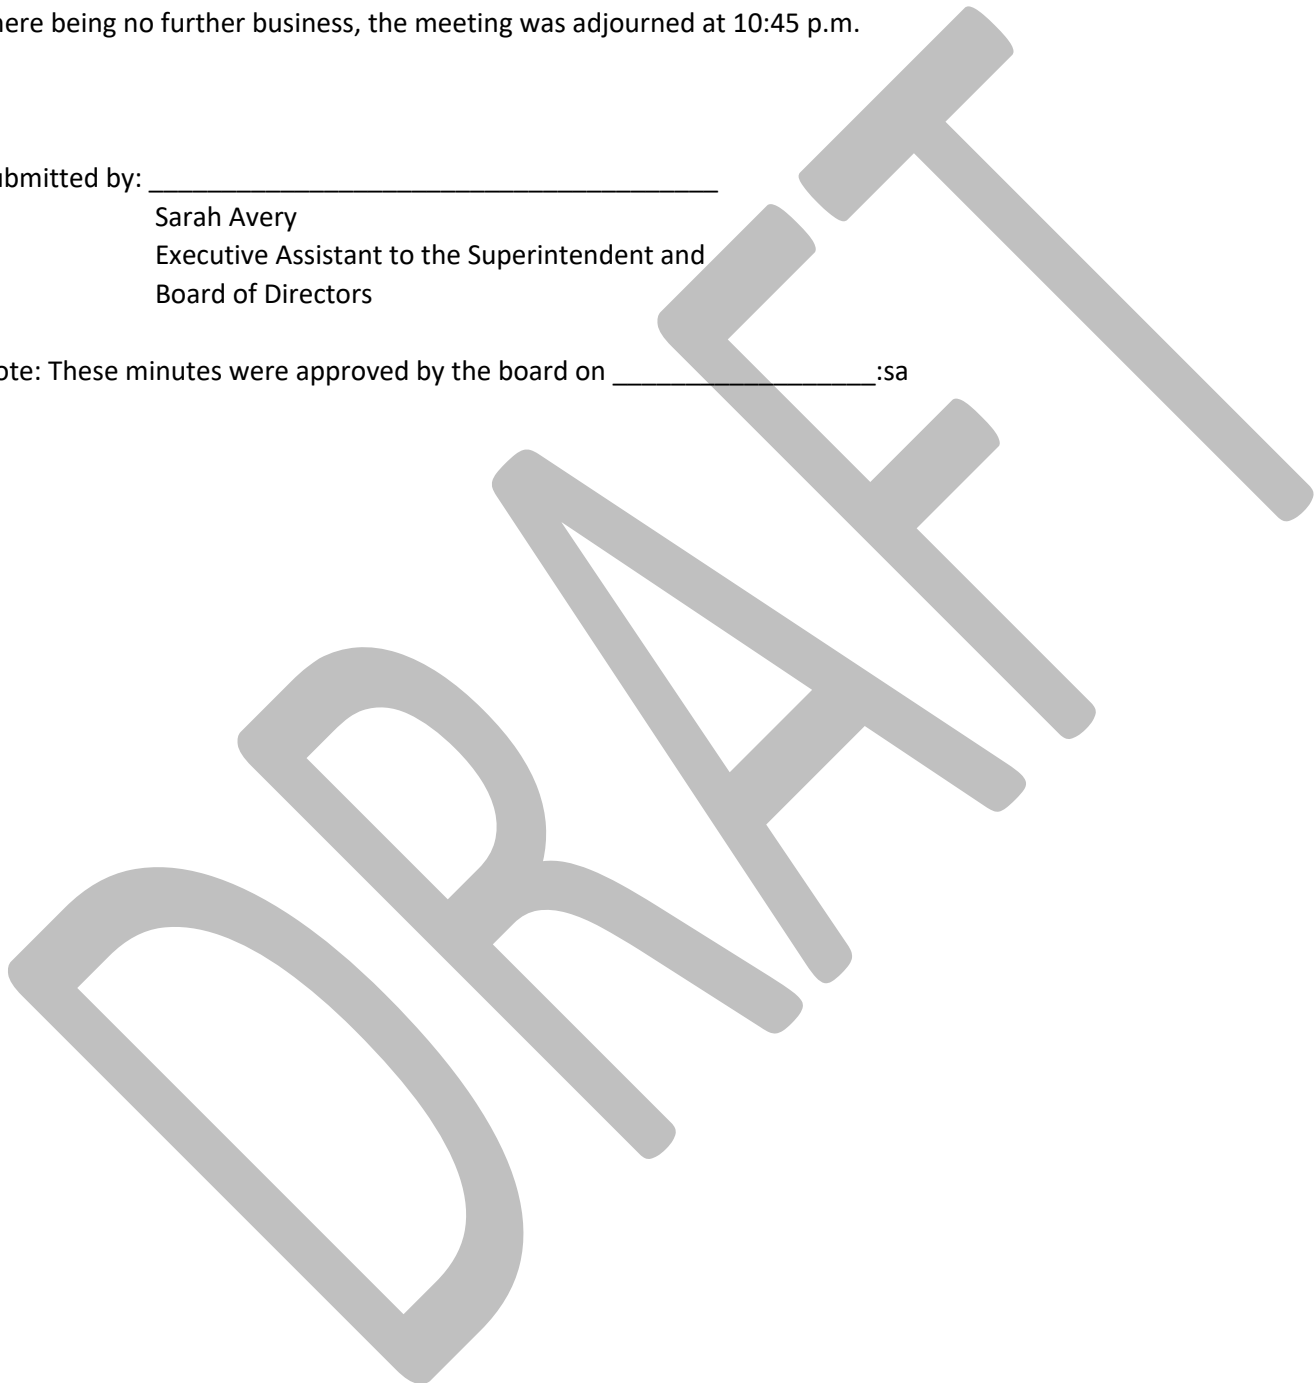 here being no further business, the meeting was adjourned at 10:45 p.m.
ubmitted by: _______________________________________
Sarah Avery
Executive Assistant to the Superintendent and
Board of Directors
ote: These minutes were approved by the board on __________________:sa
DRAFT